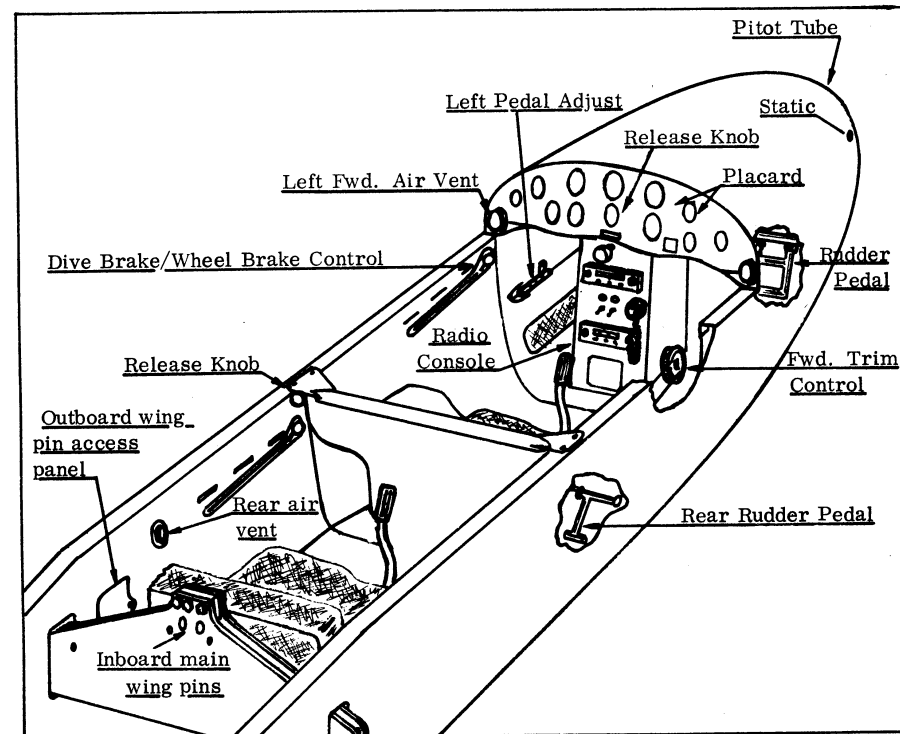 Pitot Tube
Left Pedal Adjust
Static
Release Knob
Left Fwd. Air Vent
Placard
Dive Brake/Wheel Brake Control
Rudder
Pedal
Radio
Console
Release Knob
Fwd. Trim
Control
Outboard wing
pin access
panel
Rear air
vent
Rear Rudder Pedal
Inboard main
wing pins